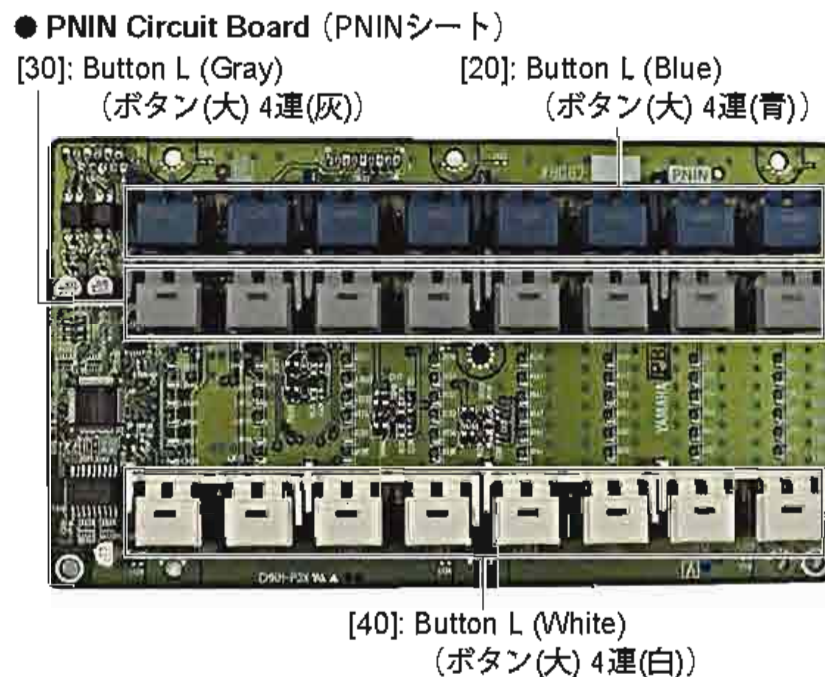 ● PNIN Circuit Board（PNINシート）
[30]: Button L (Gray)
（ボタン(大) 4連(灰)）
[20]: Button L (Blue)
（ボタン(大) 4連(青)）
PNIN
YAMAHA
[40]: Button L (White)
（ボタン(大) 4連(白)）